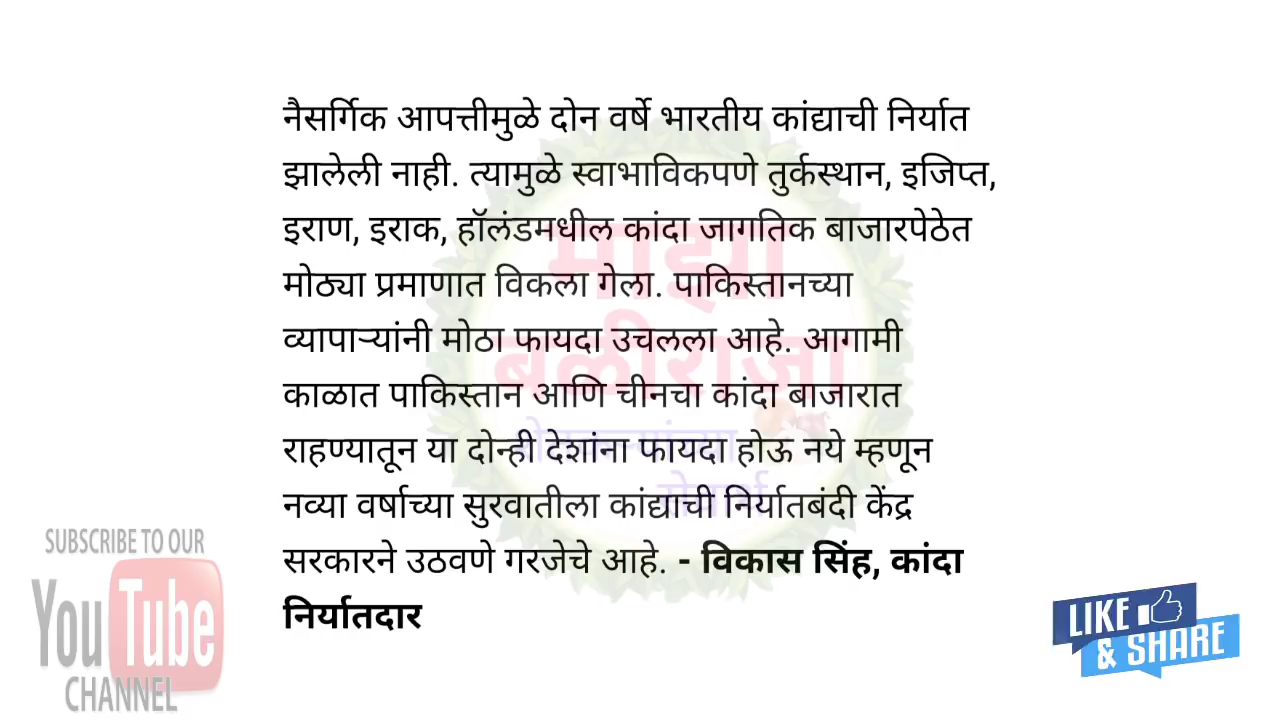 नैसर्गिक आपत्तीमुळे दोन वर्षे भारतीय कांद्याची निर्यात
झालेली नाही. त्यामुळे स्वाभाविकपणे तुर्कस्थान, इजिप्त,
इराण, इराक, हॉलंडमधील कांदा जागतिक बाजारपेठेत
मोठ्या प्रमाणात विकला गेला. पाकिस्तानच्या
व्यापाऱ्यांनी मोठा फायदा उचलला आहे. आगामी
काळात पाकिस्तान आणि चीनचा कांदा बाजारात
राहण्यातून या दोन्ही देशांना फायदा होऊ नये म्हणून
नव्या वर्षाच्या सुरवातीला कांद्याची निर्यातबंदी केंद्र
सरकारने उठवणे गरजेचे आहे. - विकास सिंह, कांदा
निर्यातदार
माझा
बळीराजा
SUBSCRIBE TO OUR
YouTube
CHANNEL
LIKE
& SHARE